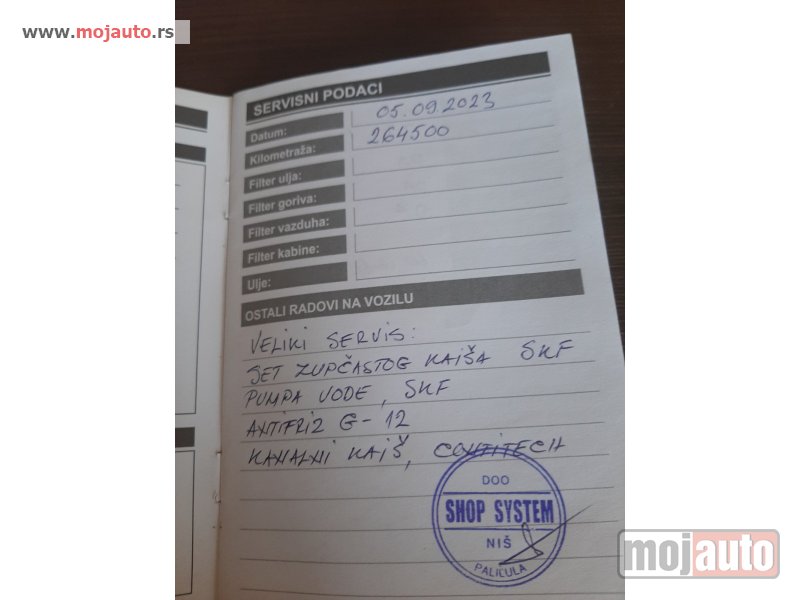 www.mojauto.rs
SERVISNI PODACI
Datum: 05.09.2023
Kilometraža: 264500
Filter ulja:
Filter goriva:
Filter vazduha:
Filter kabine:
Ulje:
OSTALI RADOVI NA VOZILU
VELIKI SERVIS:
SET ZUPČASTOG KAIŠA SKF
PUMPA VODE, SKF
ANTIFRIZ G-12
KANALNI KAIŠ, CONTITECH
DOO
SHOP SYSTEM
NIŠ
PALILULA
mojauto